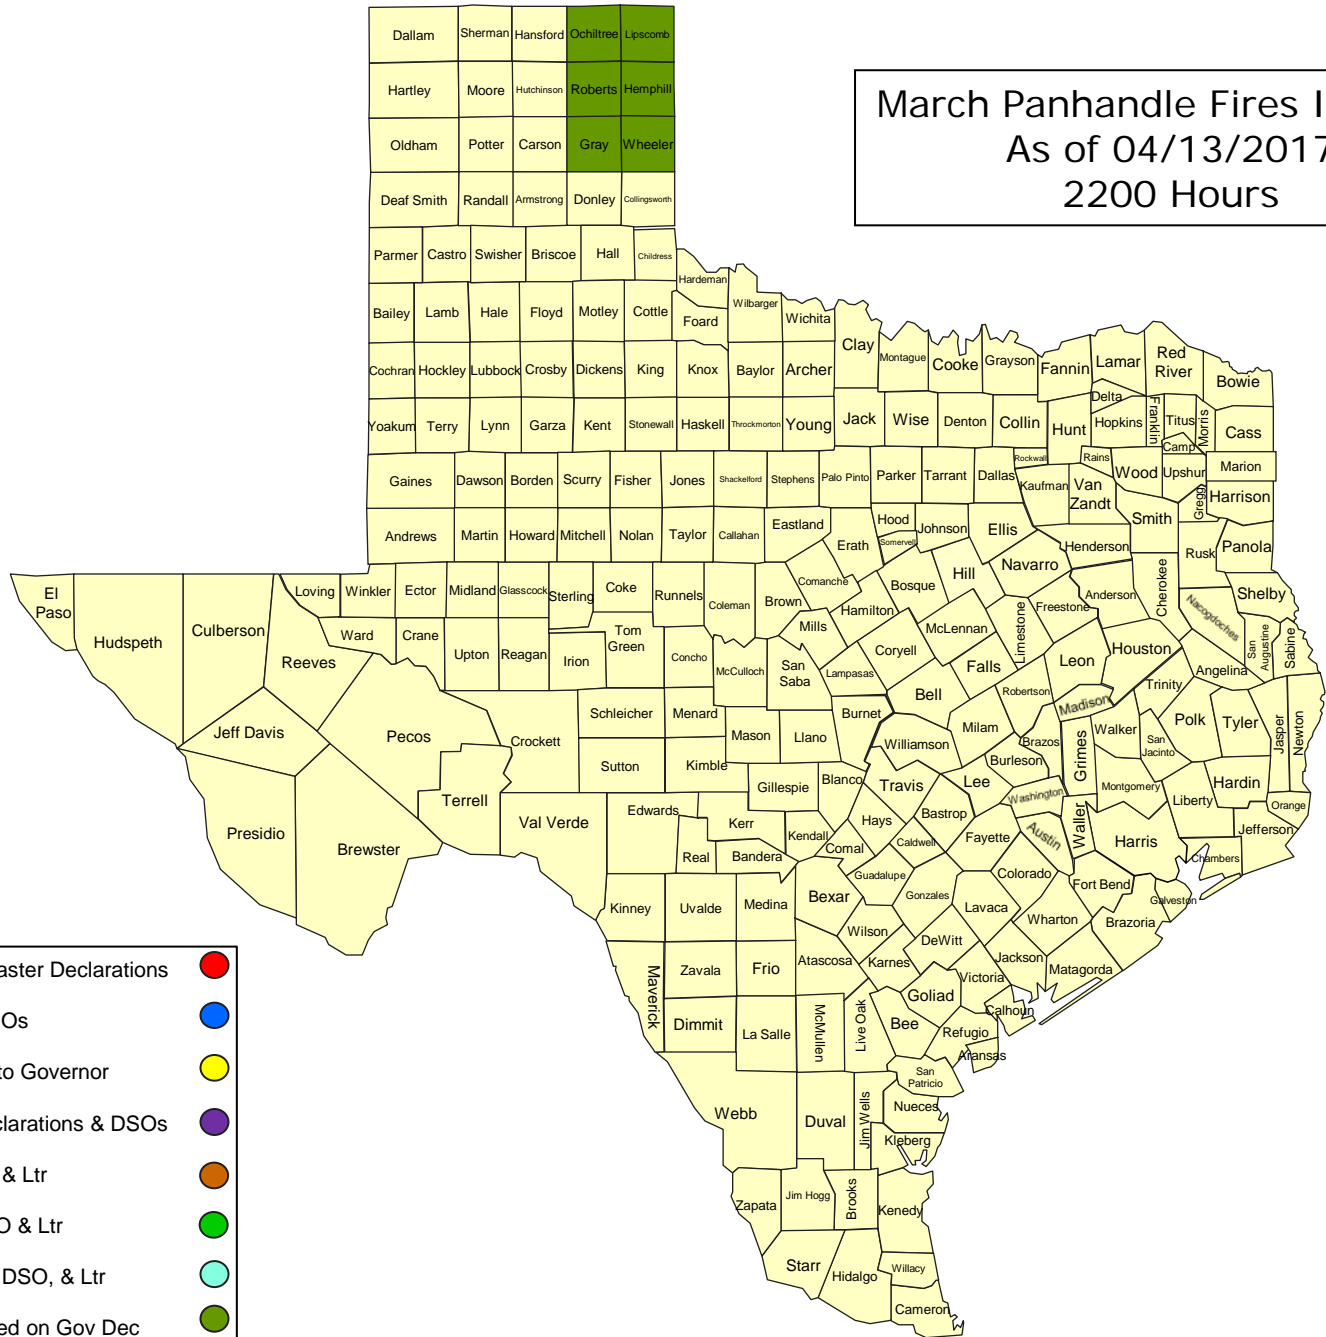 March Panhandle Fires I
As of 04/13/2017
2200 Hours
Dallam Sherman Hansford Ochiltree Lipscomb
Hartley Moore Hutchinson Roberts Hemphill
Oldham Potter Carson Gray Wheeler
Deaf Smith Randall Armstrong Donley Collingsworth
Parmer Castro Swisher Briscoe Hall Childress
Hardeman
Bailey Lamb Hale Floyd Motley Cottle Foard Wilbarger Wichita
Clay Montague Cooke Grayson Fannin Lamar Red
River Bowie
Cochran Hockley Lubbock Crosby Dickens King Knox Baylor Archer
Delta
Yoakum Terry Lynn Garza Kent Stonewall Haskell Throckmorton Young Jack Wise Denton Collin Hunt Hopkins Franklin Titus Morris Cass
Camp
Rockwall Rains Wood Upshur Marion
Gaines Dawson Borden Scurry Fisher Jones Shackelford Stephens Palo Pinto Parker Tarrant Dallas Kaufman Van
Zandt Gregg Harrison
Andrews Martin Howard Mitchell Nolan Taylor Callahan Eastland Erath Hood Somervell Johnson Ellis Henderson Smith Rusk Panola
El
Paso Hudspeth Culberson Loving Winkler Ector Midland Glasscock Sterling Coke Runnels Coleman Brown Comanche Hamilton Bosque Hill Navarro Freestone Anderson Cherokee Nacogdoches Shelby
Reeves Ward Crane Upton Reagan Irion Tom
Green Concho McCulloch San
Saba Mills Lampasas Coryell McLennan Limestone Falls Leon Houston Angelina San
Augustine Sabine
Jeff Davis Pecos Crockett Schleicher Menard Mason Llano Burnet Bell Milam Robertson Madison Trinity
Brazos Grimes Walker San
Jacinto Polk Tyler Jasper Newton
Sutton Kimble Gillespie Blanco Williamson Travis Lee Burleson Washington Montgomery Liberty Hardin Orange
Presidio Brewster Terrell Val Verde Edwards Kerr Kendall Hays Bastrop Caldwell Fayette Austin Waller Harris Jefferson
Real Bandera Comal Guadalupe Gonzales Colorado Fort Bend Chambers Galveston
Kinney Uvalde Medina Bexar Wilson Lavaca Wharton Brazoria
Maverick Zavala Frio Atascosa Karnes DeWitt Jackson Matagorda
Victoria Goliad Calhoun
Dimmit La Salle McMullen Live Oak Bee Refugio Aransas
San
Patricio
Webb Duval Jim Wells Nueces
Kleberg
Zapata Jim Hogg Brooks Kenedy
Starr Hidalgo Willacy
Cameron
aster Declarations
Os
to Governor
clarations & DSOs
& Ltr
O & Ltr
DSO, & Ltr
ed on Gov Dec